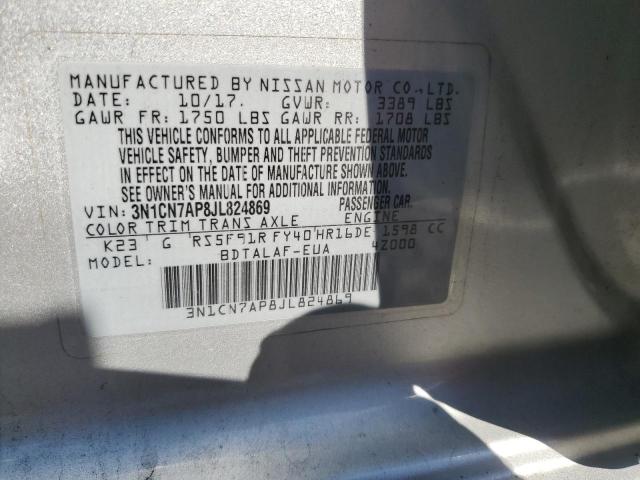 MANUFACTURED BY NISSAN MOTOR CO.,LTD.
DATE: 10/17. GVWR: 3389 LBS
GAWR FR: 1750 LBS GAWR RR: 1708 LBS
THIS VEHICLE CONFORMS TO ALL APPLICABLE FEDERAL MOTOR
VEHICLE SAFETY, BUMPER AND THEFT PREVENTION STANDARDS
IN EFFECT ON THE DATE OF MANUFACTURE SHOWN ABOVE.
SEE OWNER'S MANUAL FOR ADDITIONAL INFORMATION.
VIN: 3N1CN7AP8JL824869 PASSENGER CAR.
COLOR TRIM TRANS AXLE ENGINE
K23 G RS5F91R FY40 HR16DE 1598 CC
MODEL: BDTALAF-EUA 4Z000
3N1CN7AP8JL824869